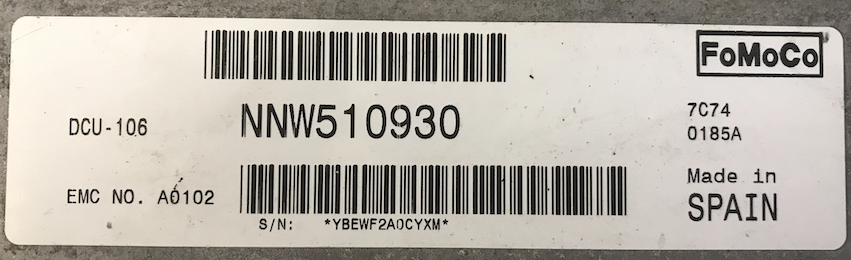 FoMoCo
DCU-106
NNW510930
7C74
0185A
EMC NO. A0102
Made in
SPAIN
S/N: *YBEWF2A0CYXM*